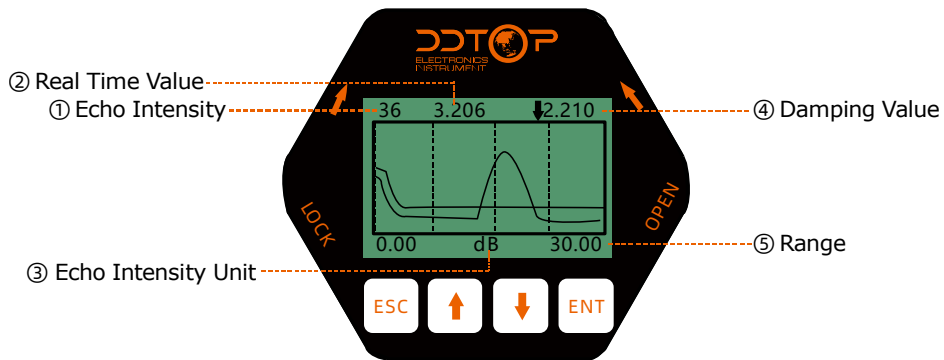 DDTOP
ELECTRONICS
INSTRUMENT
② Real Time Value
① Echo Intensity
36 3.206 2.210
④ Damping Value
LOCK
OPEN
0.00 dB 30.00
⑤ Range
③ Echo Intensity Unit
ESC
ENT